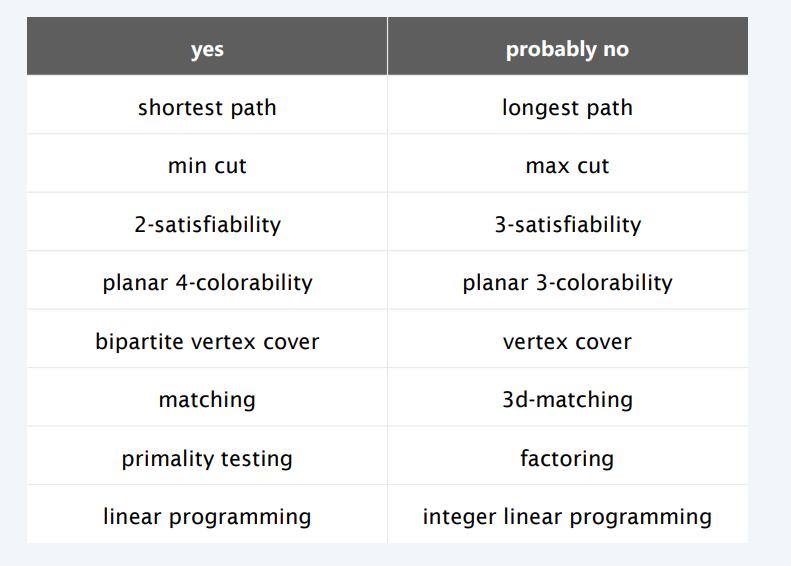 yes probably no
shortest path longest path
min cut max cut
2-satisfiability 3-satisfiability
planar 4-colorability planar 3-colorability
bipartite vertex cover vertex cover
matching 3d-matching
primality testing factoring
linear programming integer linear programming